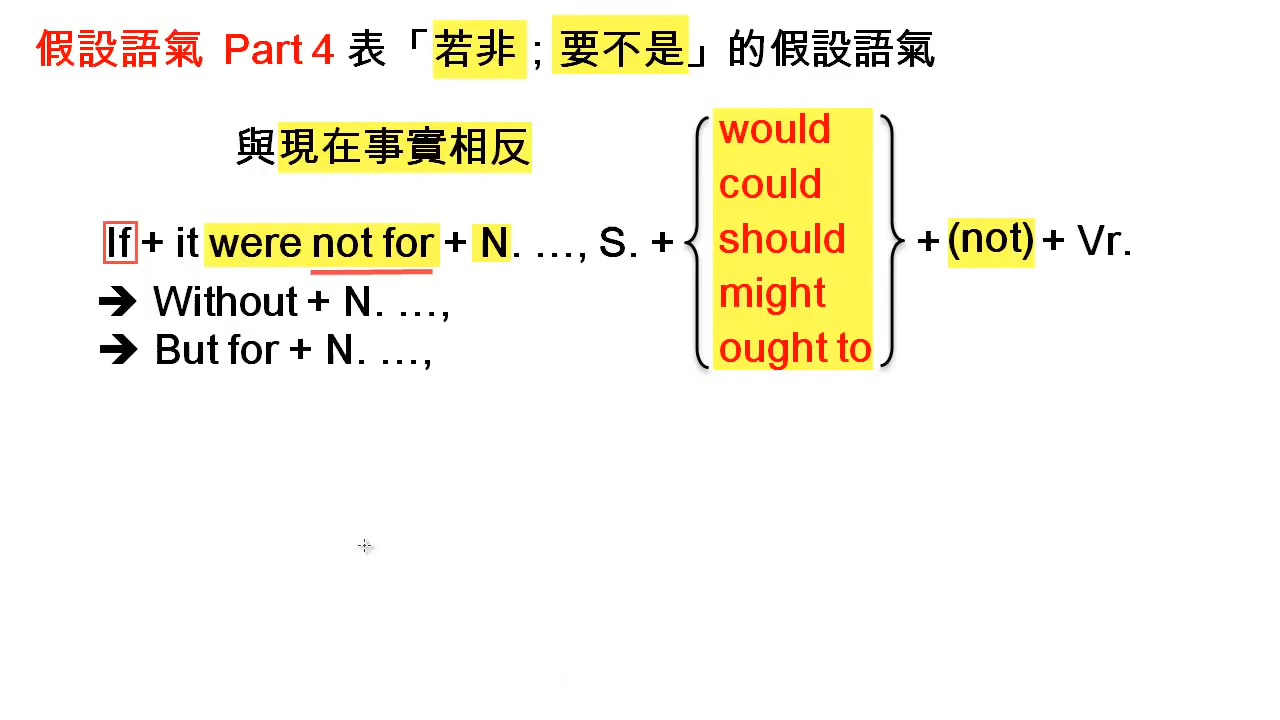 假設語氣 Part 4 表「若非 ; 要不是」的假設語氣
與現在事實相反
If + it were not for + N. …, S. + { would could should might ought to } + (not) + Vr.
➔ Without + N. …,
➔ But for + N. …,